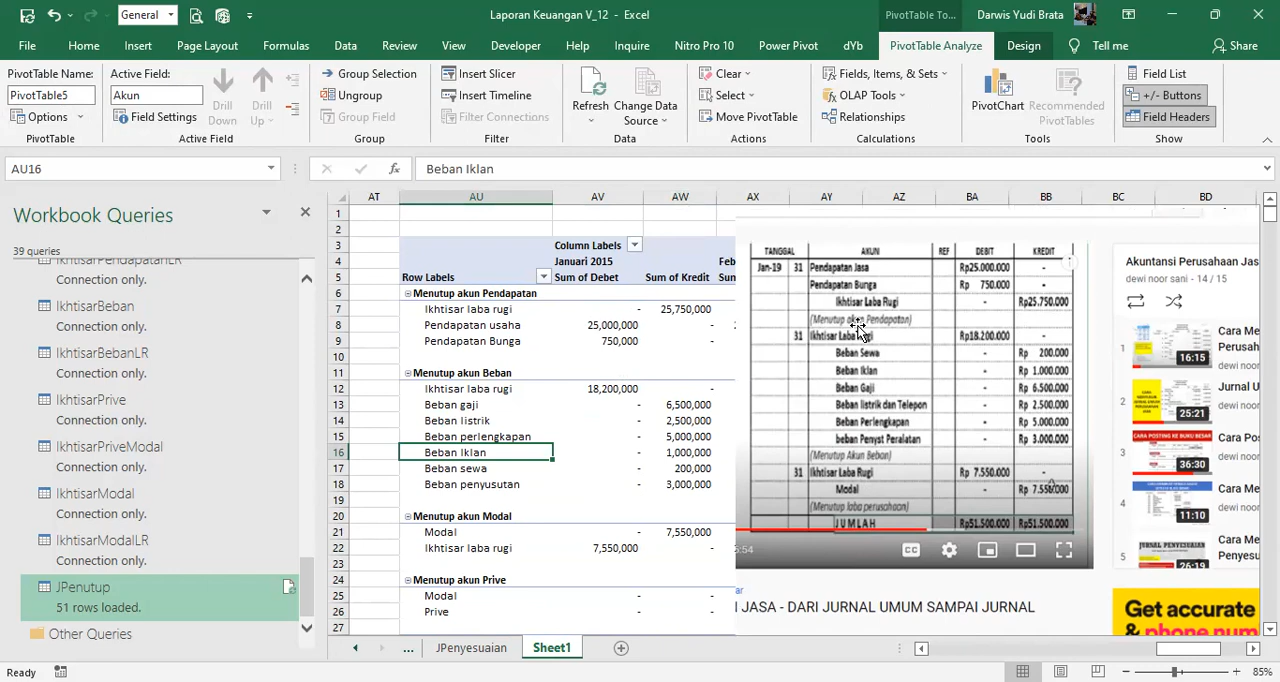 General
Laporan Keuangan V_12 - Excel
PivotTable To...
Darwis Yudi Brata
File Home Insert Page Layout Formulas Data Review View Developer Help Inquire Nitro Pro 10 Power Pivot dYb PivotTable Analyze Design Tell me Share
PivotTable Name:
PivotTable5
Options
PivotTable
Active Field:
Akun
Field Settings
Drill Down
Drill Up
Active Field
Group Selection
Ungroup
Group Field
Group
Insert Slicer
Insert Timeline
Filter Connections
Filter
Refresh
Change Data Source
Data
Clear
Select
Move PivotTable
Actions
Fields, Items, & Sets
OLAP Tools
Relationships
Calculations
PivotChart
Recommended PivotTables
Tools
Field List
+/- Buttons
Field Headers
Show
AU16
fx
Beban Iklan
Workbook Queries
39 queries
IkhtisarPendapatanLR
Connection only.
IkhtisarBeban
Connection only.
IkhtisarBebanLR
Connection only.
IkhtisarPrive
Connection only.
IkhtisarPriveModal
Connection only.
IkhtisarModal
Connection only.
IkhtisarModalLR
Connection only.
JPenutup
51 rows loaded.
Other Queries
AT AU AV AW AX AY AZ BA BB BC BD
1
2
3 Column Labels
4 Januari 2015 Feb
5 Row Labels Sum of Debet Sum of Kredit Sum
6 Menutup akun Pendapatan
7 Ikhtisar laba rugi - 25,750,000
8 Pendapatan usaha 25,000,000 -
9 Pendapatan Bunga 750,000 -
10
11 Menutup akun Beban
12 Ikhtisar laba rugi 18,200,000 -
13 Beban gaji - 6,500,000
14 Beban listrik - 2,500,000
15 Beban perlengkapan - 5,000,000
16 Beban Iklan - 1,000,000
17 Beban sewa - 200,000
18 Beban penyusutan - 3,000,000
19
20 Menutup akun Modal
21 Modal - 7,550,000
22 Ikhtisar laba rugi 7,550,000 -
23
24 Menutup akun Prive
25 Modal - -
26 Prive - -
27
TANGGAL AKUN REF DEBIT KREDIT
Jan-19 31 Pendapatan Jasa Rp25.000.000 -
Pendapatan Bunga Rp 750.000 -
Ikhtisar Laba Rugi - Rp25.750.000
(Menutup akun Pendapatan)
31 Ikhtisar Laba Rugi Rp18.200.000 -
Beban Sewa - Rp 200.000
Beban Iklan - Rp 1.000.000
Beban Gaji - Rp 6.500.000
Beban listrik dan Telepon - Rp 2.500.000
Beban Perlengkapan - Rp 5.000.000
beban Penyst Peralatan - Rp 3.000.000
(Menutup Akun Beban)
31 Ikhtisar Laba Rugi Rp 7.550.000 -
Modal - Rp 7.550.000
(Menutup laba perusahaan)
J U M L A H Rp51.500.000 Rp51.500.000
5:54
CC
I JASA - DARI JURNAL UMUM SAMPAI JURNAL
Akuntansi Perusahaan Jas
dewi noor sani - 14 / 15
1 16:15 Cara Me
Perusah
dewi noor
2 25:21 Jurnal U
dewi noor
3 36:30 Cara Po
dewi noor
4 11:10 Cara Me
dewi noor
5 JURNAL PENYESUAIAN 26:19 Cara Me
Penyesu
Get accurate
& phone num
... JPenyesuaian Sheet1
Ready
85%